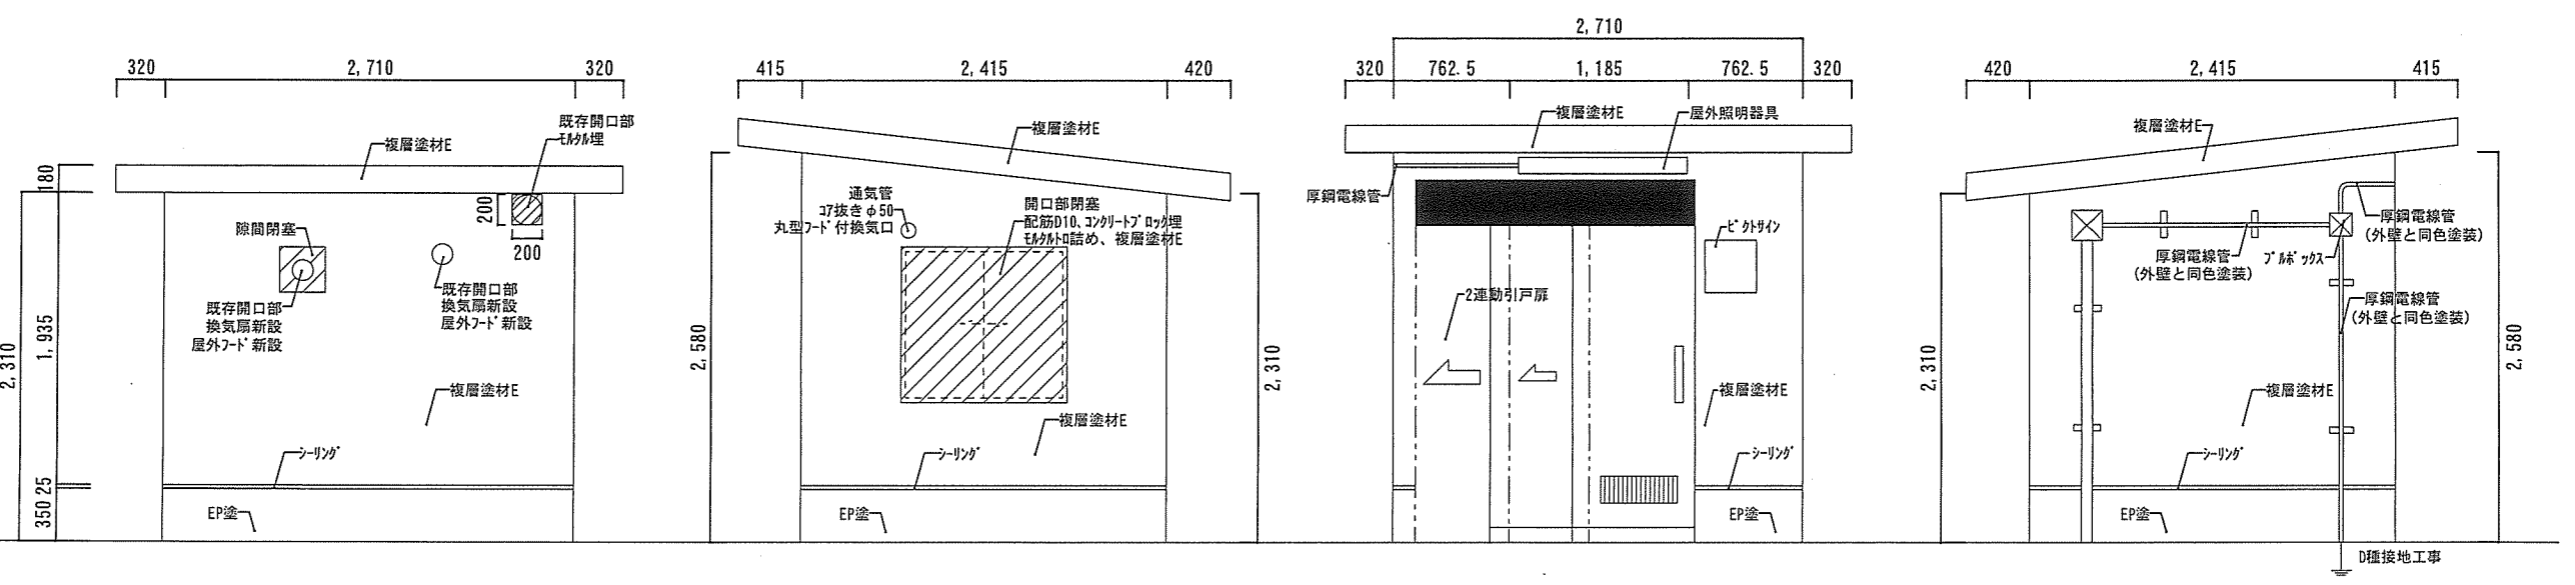 320
2,710
320
既存開口部
ﾓﾙﾀﾙ埋
複層塗材E
180
200
200
隙間閉塞
既存開口部
換気扇新設
屋外ﾌｰﾄﾞ新設
既存開口部
換気扇新設
屋外ﾌｰﾄﾞ新設
2,310
1,935
複層塗材E
ｼｰﾘﾝｸﾞ
350
25
EP塗
415
2,415
420
複層塗材E
通気管
ｺｱ抜きφ50
丸型ﾌｰﾄﾞ付換気口
開口部閉塞
配筋D10、ｺﾝｸﾘｰﾄﾌﾞﾛｯｸ埋
ﾓﾙﾀﾙﾄﾛ詰め、複層塗材E
2,580
2,310
複層塗材E
ｼｰﾘﾝｸﾞ
EP塗
2,710
320
762.5
1,185
762.5
320
複層塗材E
屋外照明器具
厚鋼電線管
ﾋﾟｸﾄｻｲﾝ
2連動引戸扉
複層塗材E
ｼｰﾘﾝｸﾞ
EP塗
420
2,415
415
複層塗材E
厚鋼電線管
(外壁と同色塗装)
厚鋼電線管
(外壁と同色塗装)
ﾌﾟﾙﾎﾞｯｸｽ
厚鋼電線管
(外壁と同色塗装)
2,310
2,580
複層塗材E
ｼｰﾘﾝｸﾞ
EP塗
D種接地工事